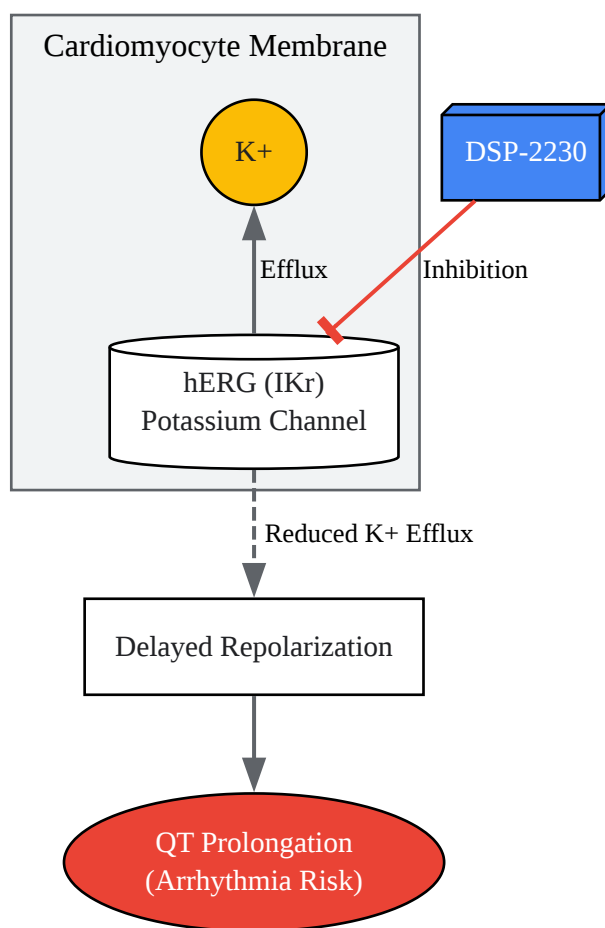 Cardiomyocyte Membrane
K+
DSP-2230
Efflux
Inhibition
hERG (IKr)
Potassium Channel
Reduced K+ Efflux
Delayed Repolarization
QT Prolongation
(Arrhythmia Risk)